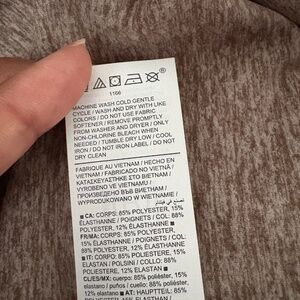 1166
MACHINE WASH COLD GENTLE
CYCLE / WASH AND DRY WITH LIKE
COLORS / DO NOT USE FABRIC
SOFTENER / REMOVE PROMPTLY
FROM WASHER AND DRYER / ONLY
NON-CHLORINE BLEACH WHEN
NEEDED / TUMBLE DRY LOW / COOL
IRON / DO NOT IRON LABEL / DO NOT
DRY CLEAN
FABRIQUÉ AU VIETNAM / HECHO EN
VIETNAM / FABRICADO NO VIETNÃ /
ΚΑΤΑΣΚΕΥΑΣΤΗΚΕ ΣΤΟ ΒΙΕΤΝΑΜ /
VYROBENO VE VIETNAMU /
WYPRODUKOWANO W WIETNAMIE /
صنع في فيتنام
CA: CORPS: 85% POLYESTER, 15%
ÉLASTHANNE / POIGNETS / COL: 88%
POLYESTER, 12% ÉLASTHANNE
FR/MA: CORPS: 85% POLYESTER, 15%
ÉLASTHANNE / POIGNETS / COL: 88%
POLYESTER, 12% ÉLASTHANNE
IT: CORPO: 85% POLIESTERE, 15%
ELASTAN / POLSINI / COLLO: 88%
POLIESTERE, 12% ELASTAN
CL/ES/MX: cuerpo: 85% poliéster, 15%
elastano / puños / cuello: 88% poliéster,
12% elastano AT: HAUPTTEIL: 85%